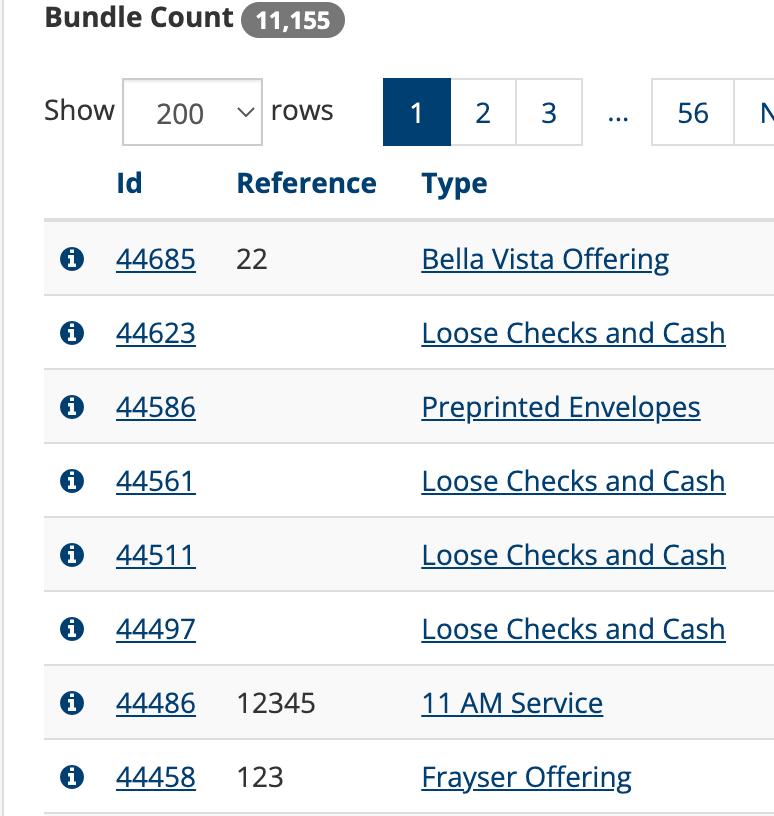 Bundle Count 11,155
Show 200 rows 1 2 3 ... 56 N
Id Reference Type
44685 22 Bella Vista Offering
44623 Loose Checks and Cash
44586 Preprinted Envelopes
44561 Loose Checks and Cash
44511 Loose Checks and Cash
44497 Loose Checks and Cash
44486 12345 11 AM Service
44458 123 Frayser Offering